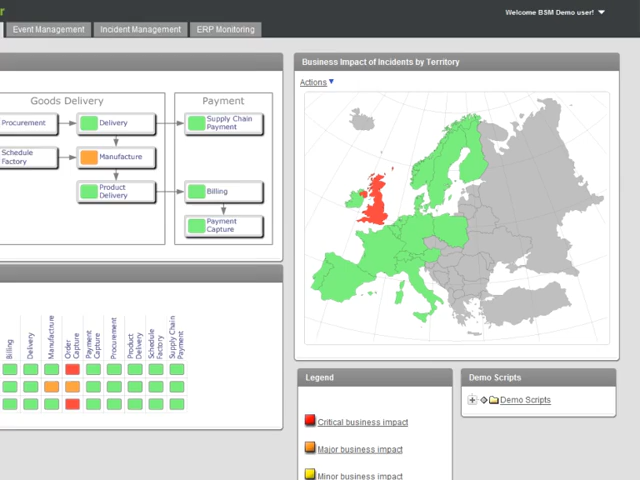 r
Welcome BSM Demo user!
Event Management
Incident Management
ERP Monitoring
Goods Delivery
Payment
Procurement
Delivery
Supply Chain
Payment
Schedule
Factory
Manufacture
Product
Delivery
Billing
Payment
Capture
Business Impact of Incidents by Territory
Actions
Billing
Delivery
Manufacture
Order
Capture
Payment
Capture
Procurement
Product
Delivery
Schedule
Factory
Supply Chain
Payment
Legend
Critical business impact
Major business impact
Minor business impact
Demo Scripts
Demo Scripts